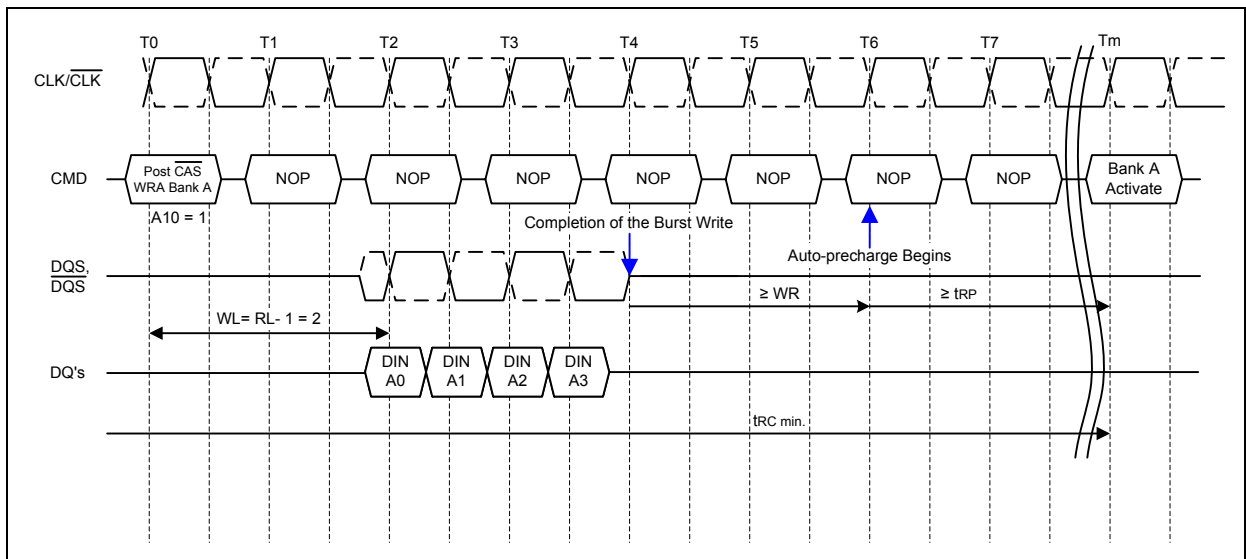 T0 T1 T2 T3 T4 T5 T6 T7 Tm
CLK/CLK
CMD
Post CAS
WRA Bank A
NOP NOP NOP NOP NOP NOP NOP
Bank A
Activate
A10 = 1
Completion of the Burst Write
Auto-precharge Begins
DQS,
DQS
≥ WR ≥ tRP
WL= RL- 1 = 2
DQ's
DIN
A0
DIN
A1
DIN
A2
DIN
A3
tRC min.